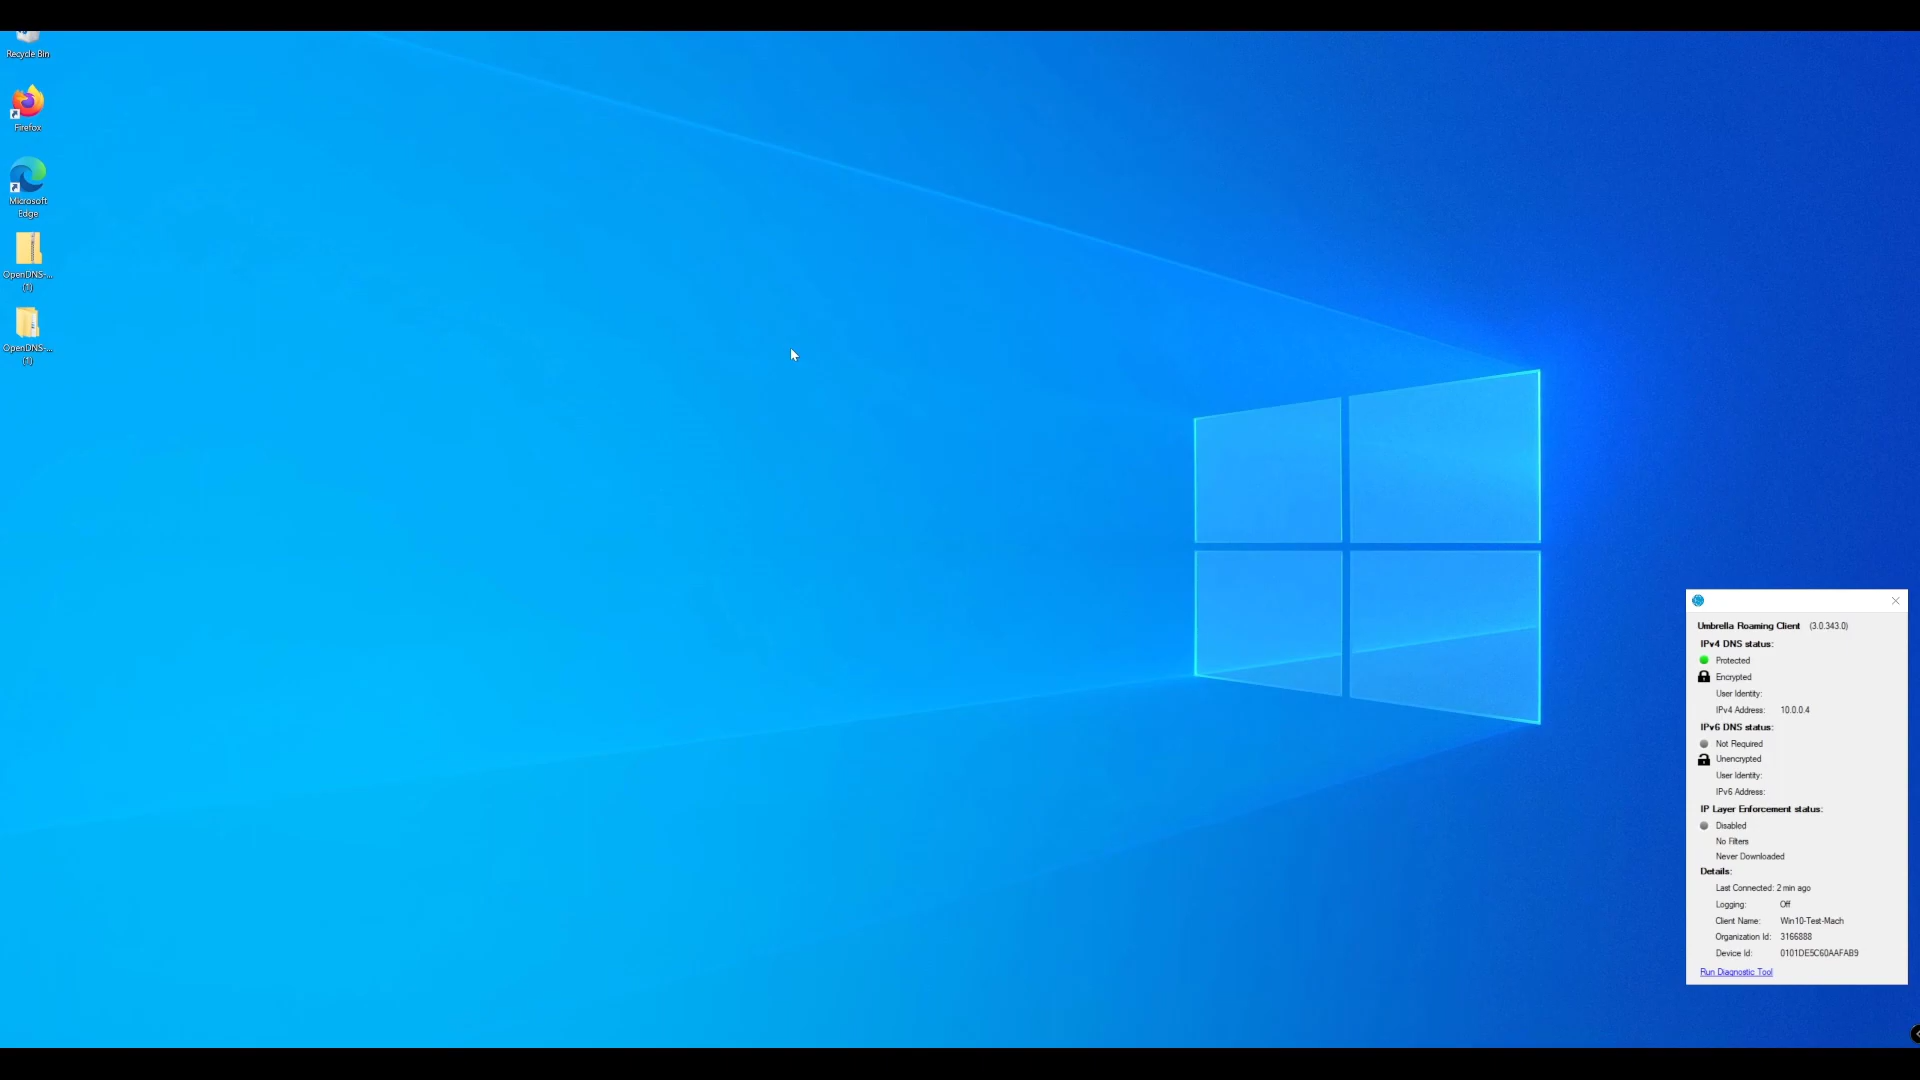 Recycle Bin
Firefox
Microsoft
Edge
OpenDNS-...
(1)
OpenDNS-...
(1)
Umbrella Roaming Client (3.0.343.0)
IPv4 DNS status:
Protected
Encrypted
User Identity:
IPv4 Address: 10.0.0.4
IPv6 DNS status:
Not Required
Unencrypted
User Identity:
IPv6 Address:
IP Layer Enforcement status:
Disabled
No Filters
Never Downloaded
Details:
Last Connected: 2 min ago
Logging: Off
Client Name: Win10-Test-Mach
Organization Id: 3166888
Device Id: 0101DE5C60AAFAB9
Run Diagnostic Tool